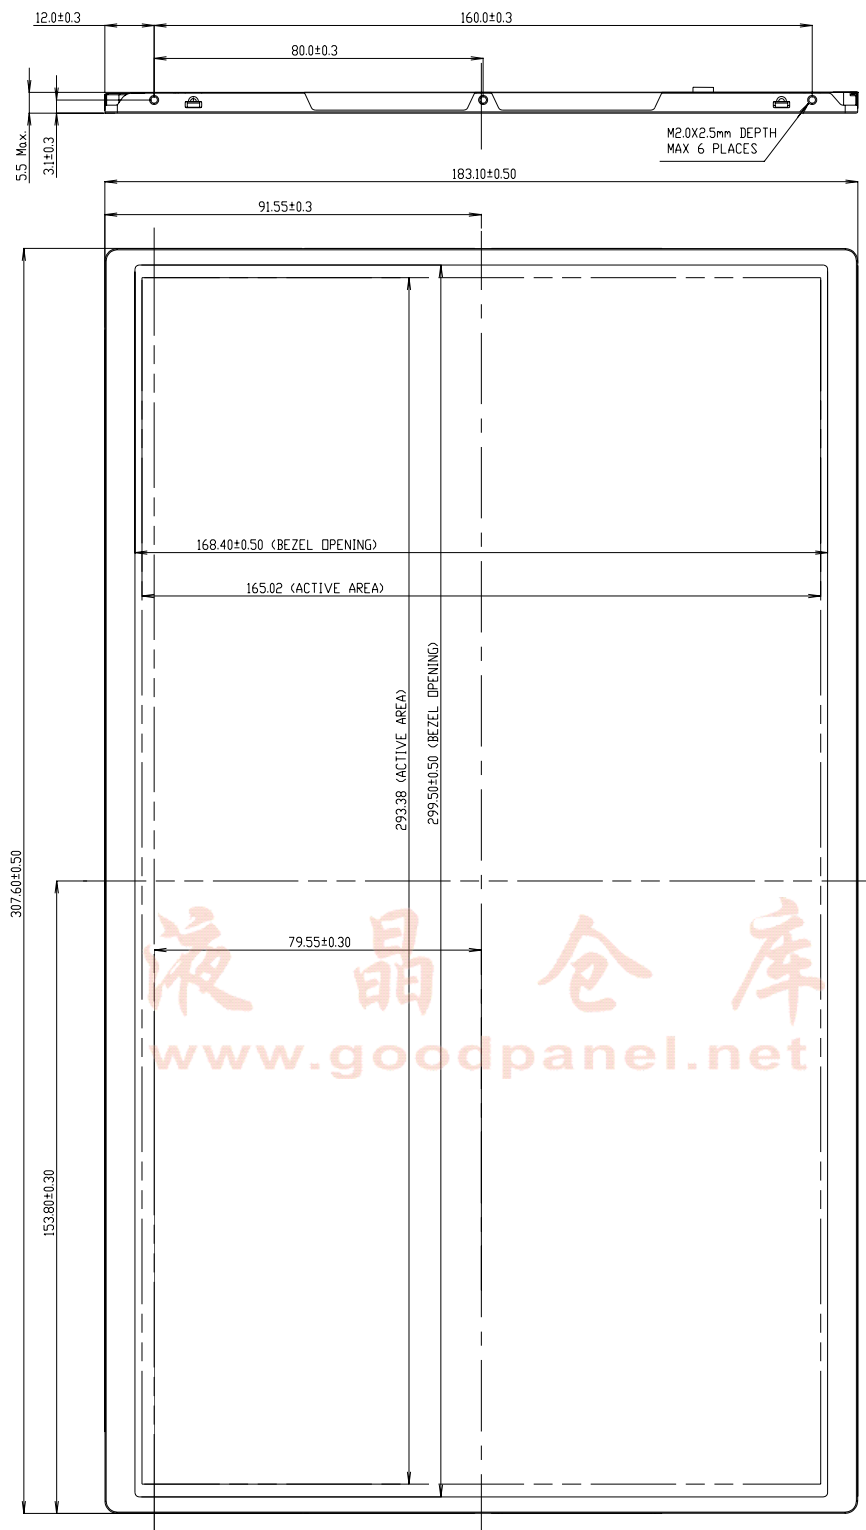 12.0±0.3
160.0±0.3
80.0±0.3
5.5 Max.
3.1±0.3
M2.0X2.5mm DEPTH
MAX 6 PLACES
183.10±0.50
91.55±0.3
168.40±0.50 (BEZEL OPENING)
165.02 (ACTIVE AREA)
293.38 (ACTIVE AREA)
299.50±0.50 (BEZEL OPENING)
307.60±0.50
液晶仓库
79.55±0.30
www.goodpanel.net
153.80±0.30